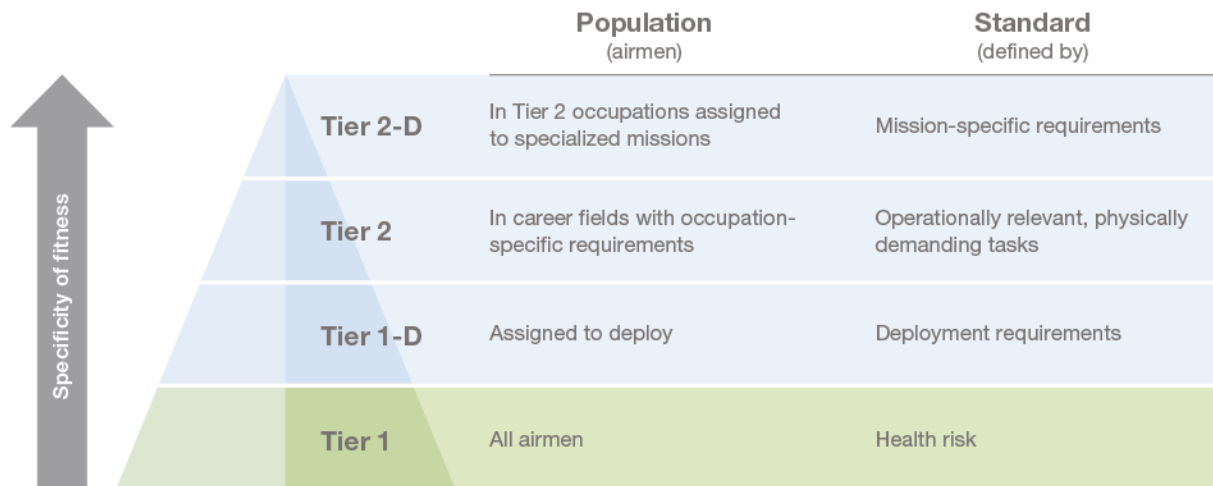 Population
(airmen)
Standard
(defined by)
Specificity of fitness
Tier 2-D
In Tier 2 occupations assigned
to specialized missions
Mission-specific requirements
Tier 2
In career fields with occupation-
specific requirements
Operationally relevant, physically
demanding tasks
Tier 1-D
Assigned to deploy
Deployment requirements
Tier 1
All airmen
Health risk